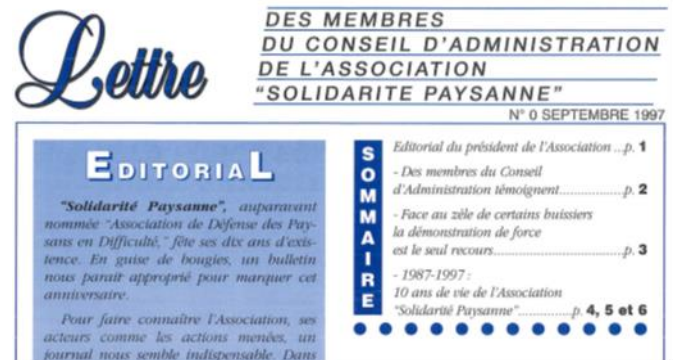 Lettre
DES MEMBRES
DU CONSEIL D'ADMINISTRATION
DE L'ASSOCIATION
"SOLIDARITE PAYSANNE"
N° 0 SEPTEMBRE 1997
EDITORIAL
"Solidarité Paysanne", auparavant
nommée "Association de Défense des Pay-
sans en Difficulté," fête ses dix ans d'exis-
tence. En guise de bougies, un bulletin
nous parait approprié pour marquer cet
anniversaire.
Pour faire connaître l'Association, ses
acteurs comme les actions menées, un
journal nous semble indispensable. Dans
SOMMAIRE
Editorial du président de l'Association ...p. 1
- Des membres du Conseil
d'Administration témoignent..................p. 2
- Face au zèle de certains huissiers
la démonstration de force
est le seul recours..................................p. 3
- 1987-1997 :
10 ans de vie de l'Association
"Solidarité Paysanne"...............p. 4, 5 et 6